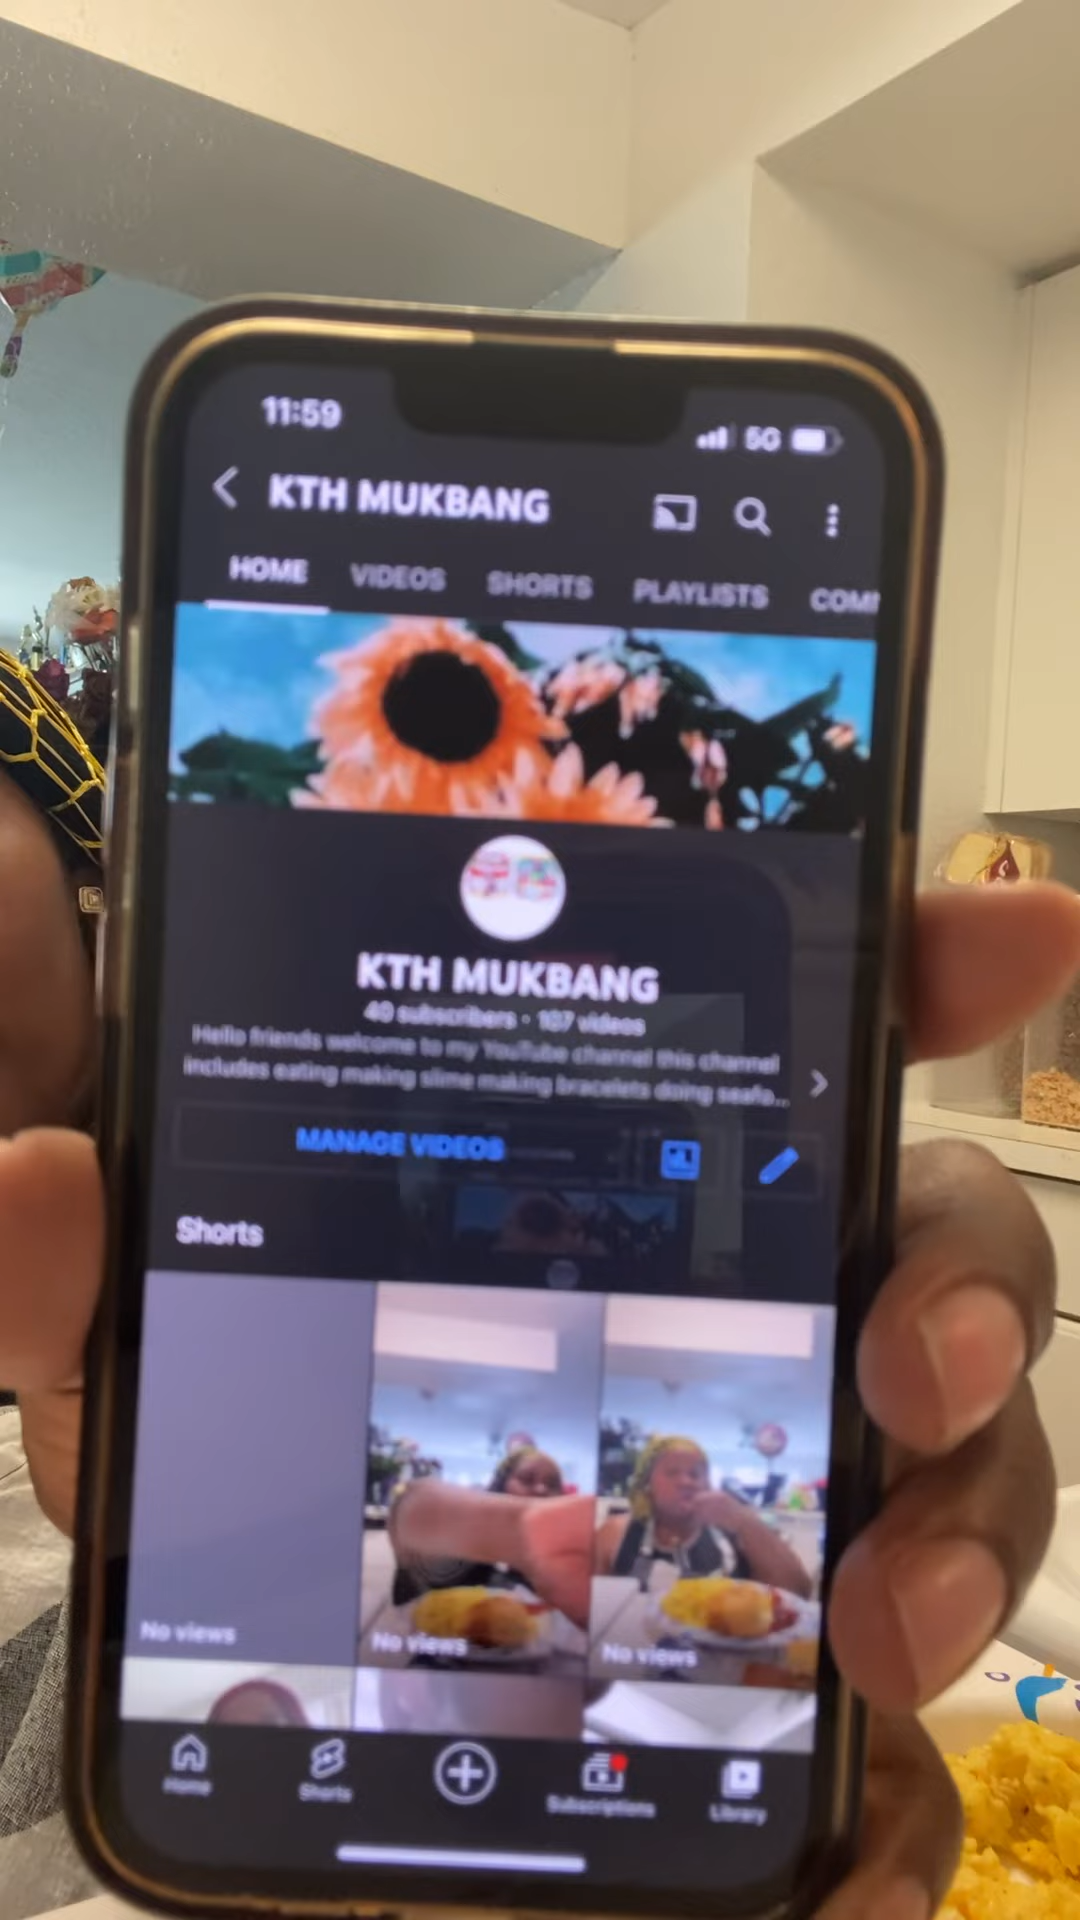 11:59
5G
KTH MUKBANG
HOME VIDEOS SHORTS PLAYLISTS COMM
KTH MUKBANG
40 subscribers • 107 videos
Hello friends welcome to my YouTube channel this channel
includes eating making slime making bracelets doing seafo...
MANAGE VIDEOS
Shorts
No views No views No views
Home Shorts Subscriptions Library